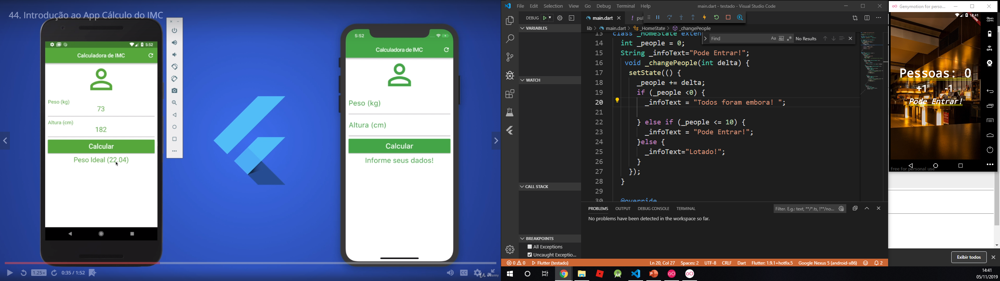 44. Introdução ao App Cálculo do IMC
5:52
Calculadora de IMC
Peso (kg)
73
Altura (cm)
182
Calcular
Peso Ideal (22.04)
5:52
Calculadora de IMC
Peso (kg)
Altura (cm)
Calcular
Informe seus dados!
1.25x
0:35 / 1:52
CC
Udemy
File Edit Selection View Go Debug Terminal Help
main.dart - testado - Visual Studio Code
DEBUG
main.dart
! pu
VARIABLES
WATCH
CALL STACK
BREAKPOINTS
All Exceptions
Uncaught Exceptio...
lib > main.dart > _HomeState > _changePeople
Find
Aa Abl .* No Results
13 class _HomeState exten
14 int _people = 0;
15 String _infoText="Pode Entrar!";
16 void _changePeople(int delta) {
17 setState(() {
18 _people += delta;
19 if (_people <0) {
20 _infoText = "Todos foram embora! ";
21
22 } else if (_people <= 10) {
23 _infoText = "Pode Entrar!";
24 }else {
25 _infoText="Lotado!";
26 }
27 });
28 }
29
30 @override
PROBLEMS OUTPUT DEBUG CONSOLE TERMINAL
Filter. E.g.: text, **/*.ts, !**/no...
No problems have been detected in the workspace so far.
0 0 Flutter (testado)
Ln 20, Col 27 Spaces: 2 UTF-8 CRLF Dart Flutter: 1.9.1+hotfix.5 Google Nexus 5 (android-x86) 2
Genymotion for perso...
13:41
DEBUG
Open
GAPPS
GPS
Pessoas: 0
+1 -1
Pode Entrar!
free for personal use
Exibir todos
14:41
05/11/2019